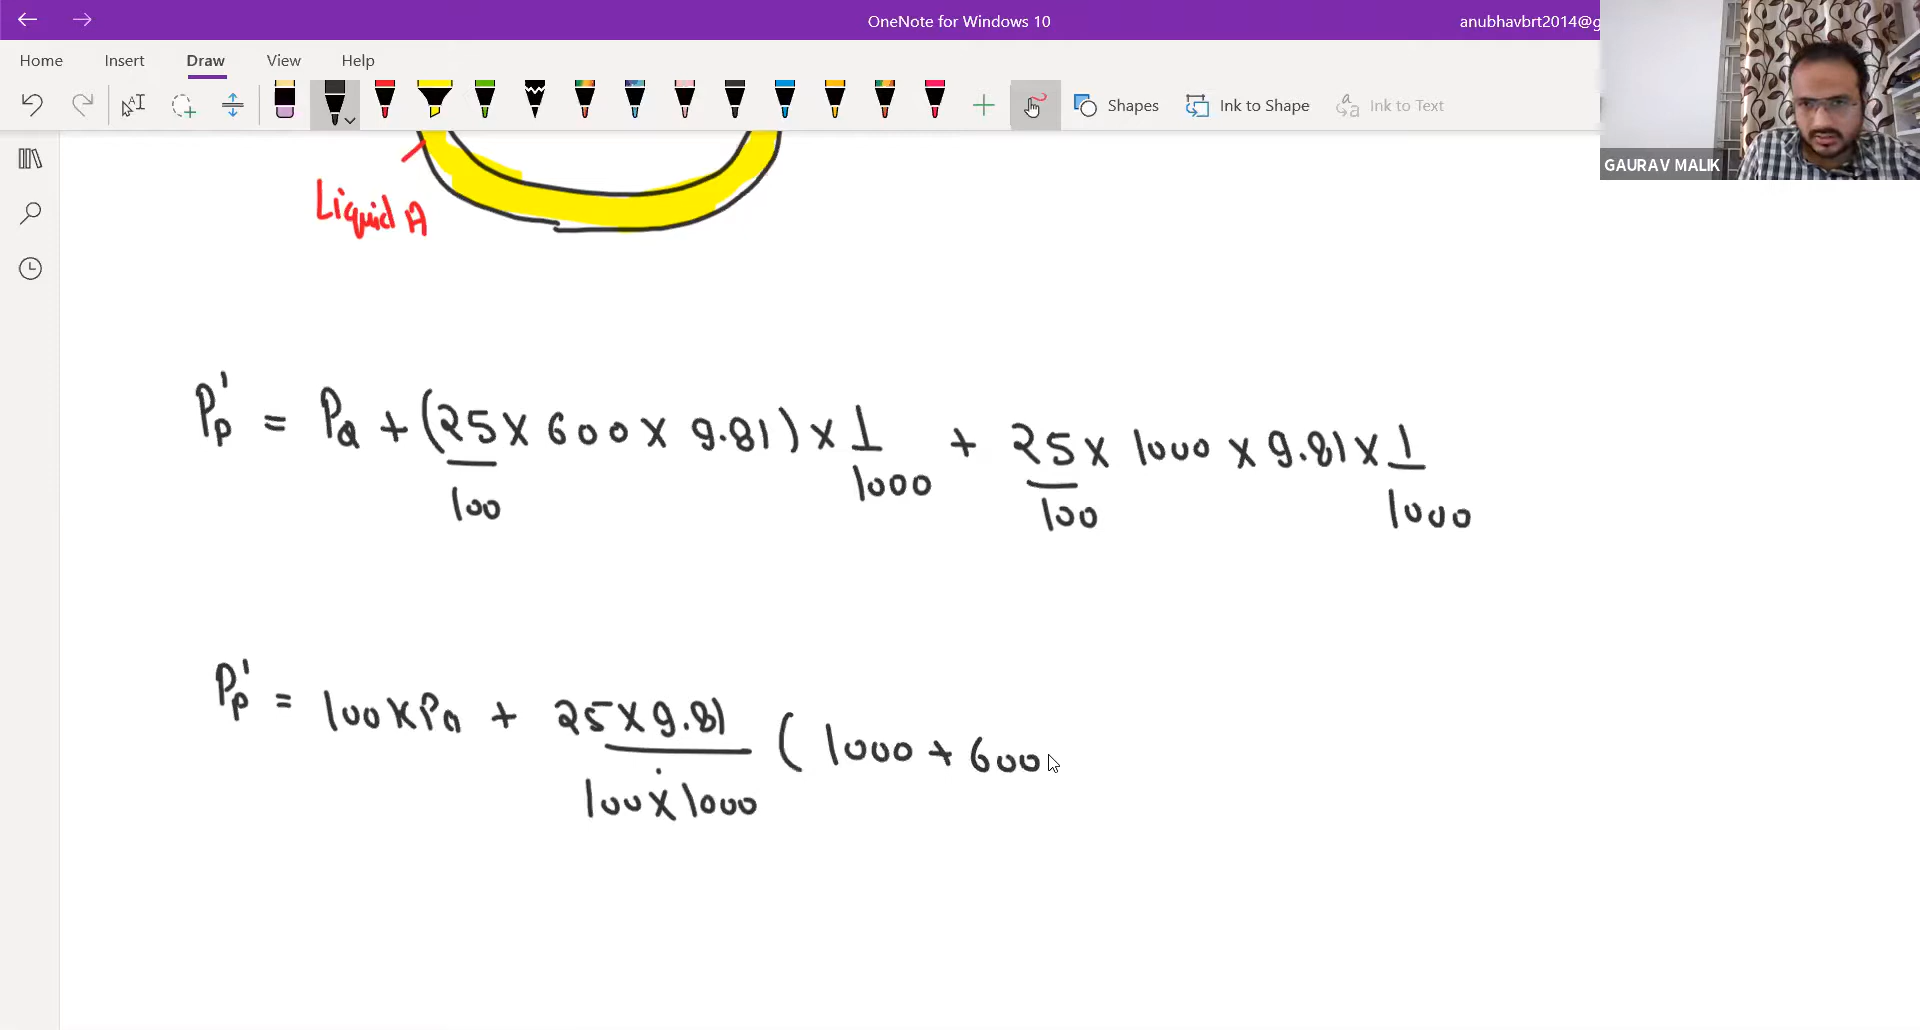 OneNote for Windows 10
anubhavbrt2014@g
Home Insert Draw View Help
Shapes Ink to Shape Ink to Text
GAURAV MALIK
Liquid A
P'p = PQ + (25/100 × 600 × 9.81) × 1/1000 + 25/100 × 1000 × 9.81 × 1/1000
P'p = 100 KPa + 25 × 9.81/100 × 1000 (1000 + 600